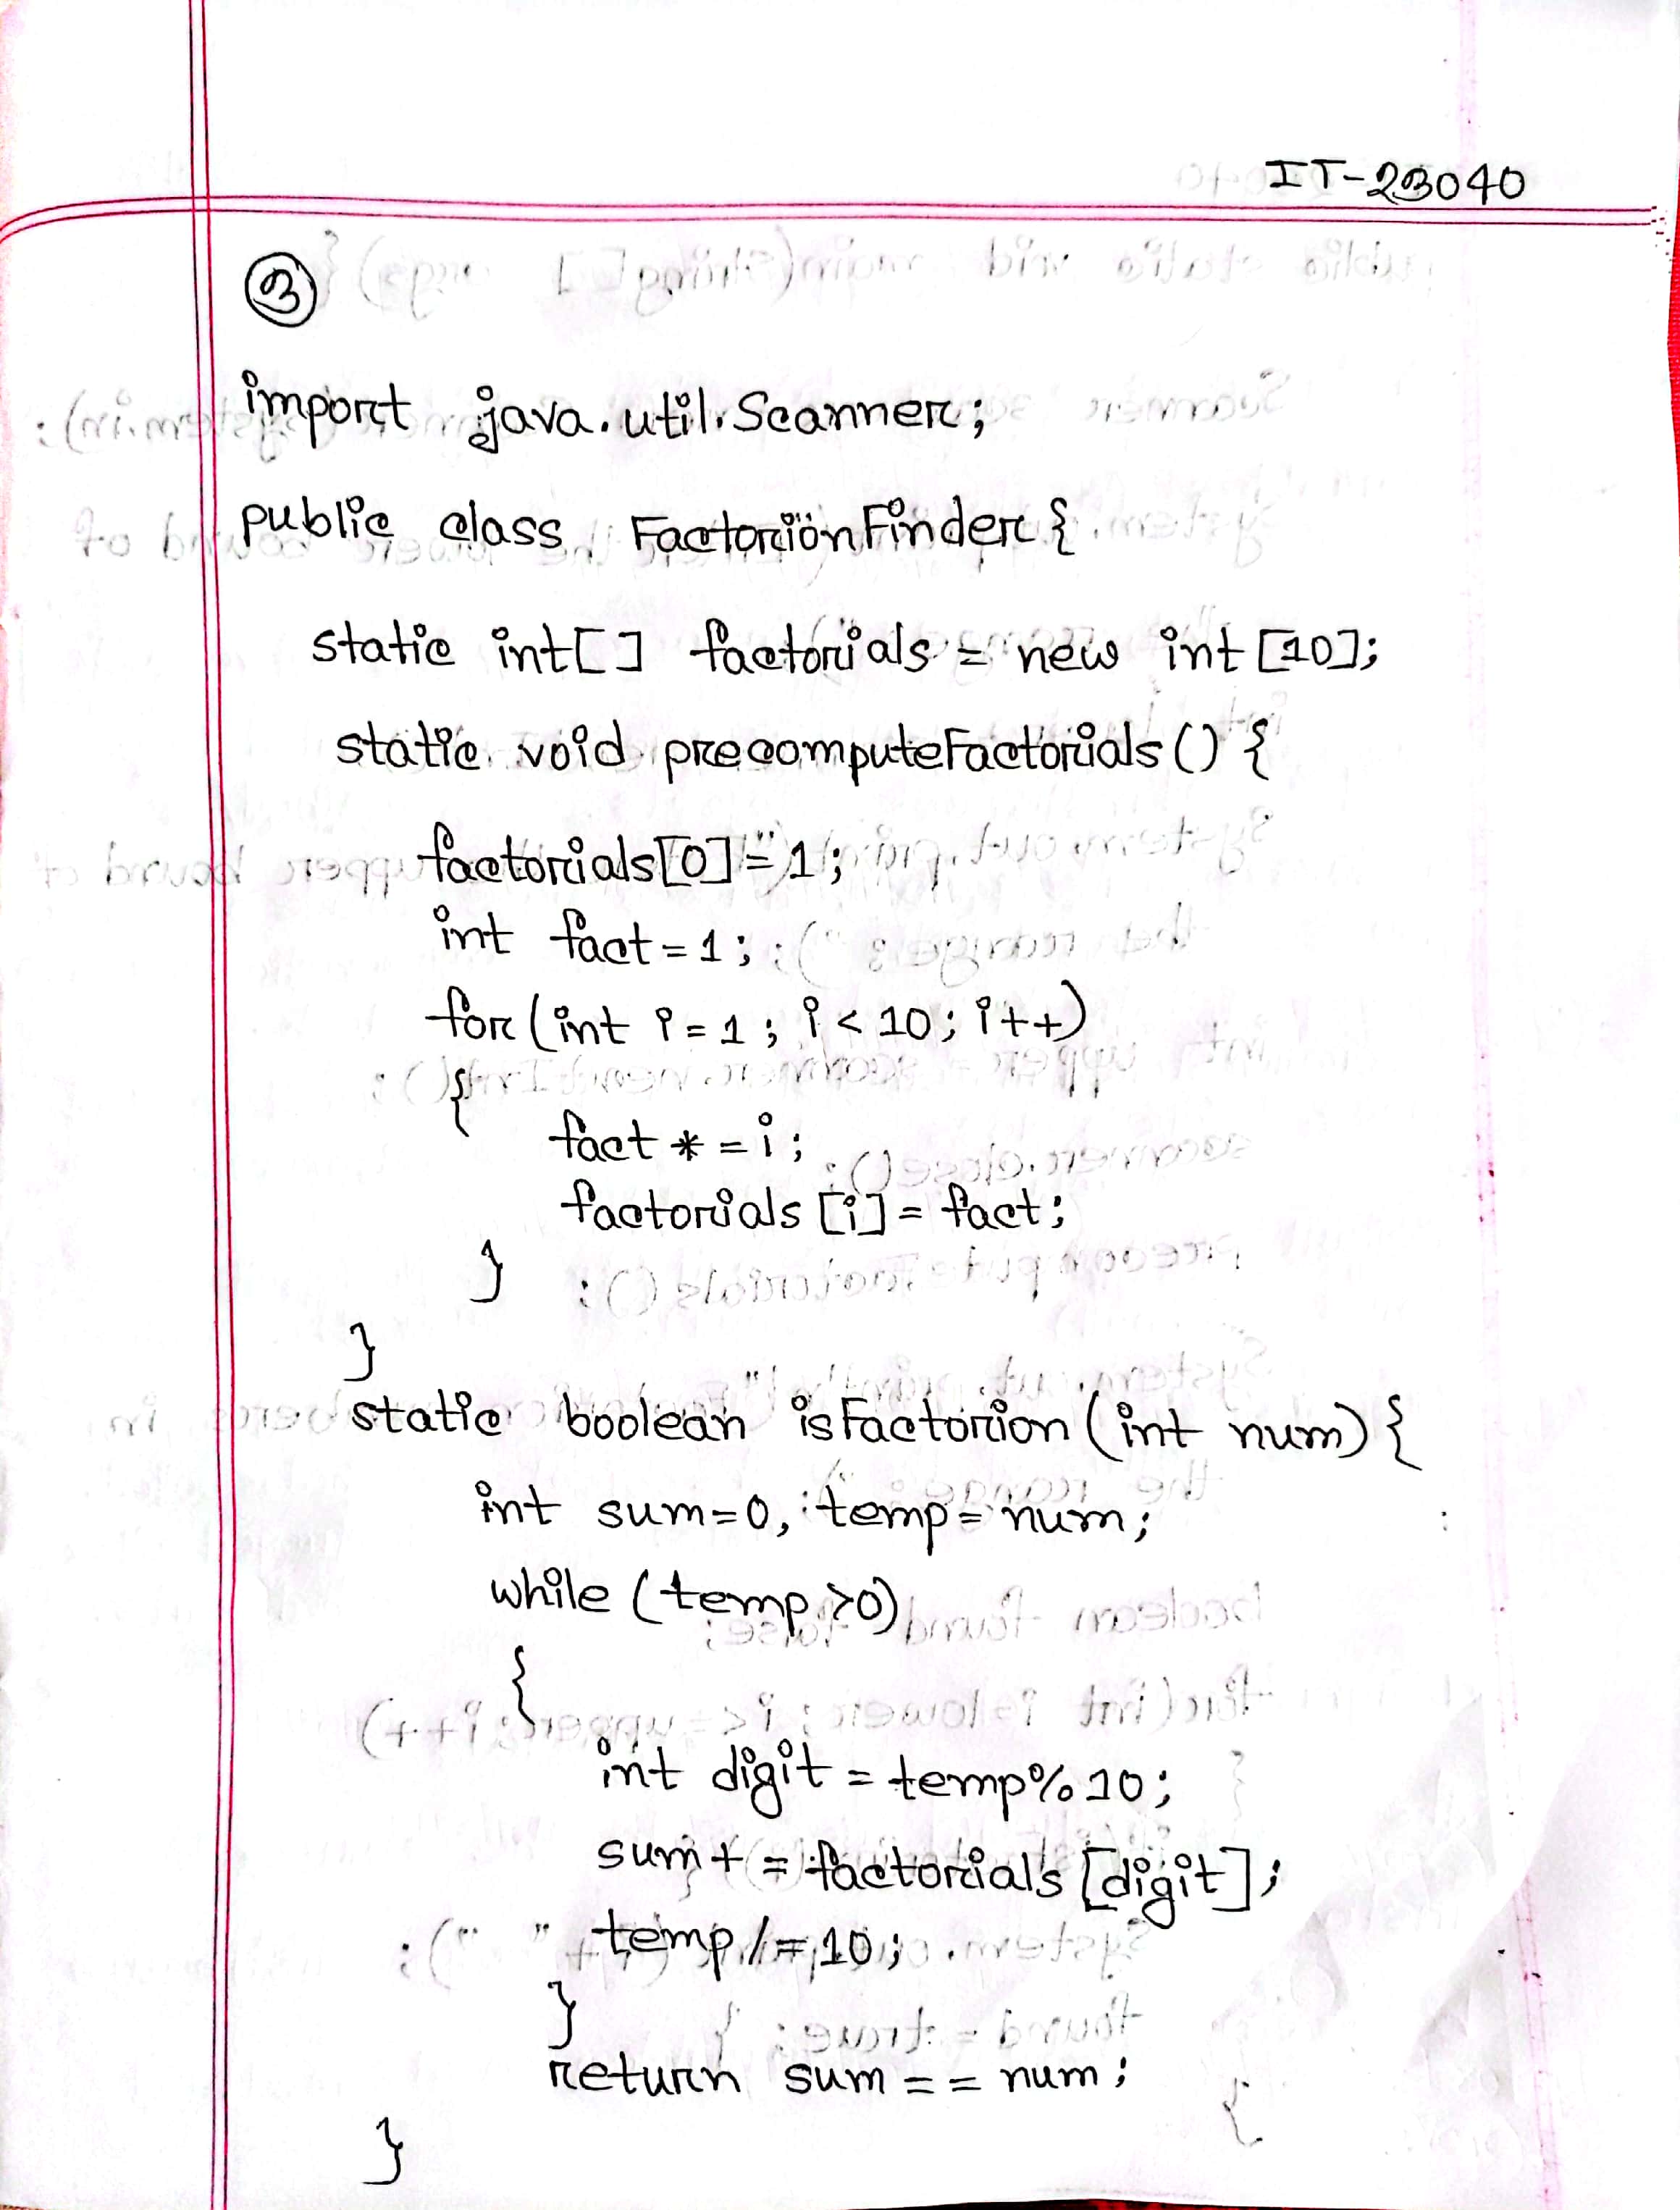 IT-23040
3
import java.util.Scanner;
public class FactorionFinder {
static int[] factorials = new int [10];
static void precomputeFactorials () {
factorials[0] = 1;
int fact = 1;
for (int i = 1; i < 10; i++)
{
fact * = i;
factorials [i] = fact;
}
}
static boolean isFactorion (int num) {
int sum=0, temp = num;
while (temp >0)
{
int digit = temp%10;
sum + = factorials [digit];
temp /= 10;
}
return sum == num;
}